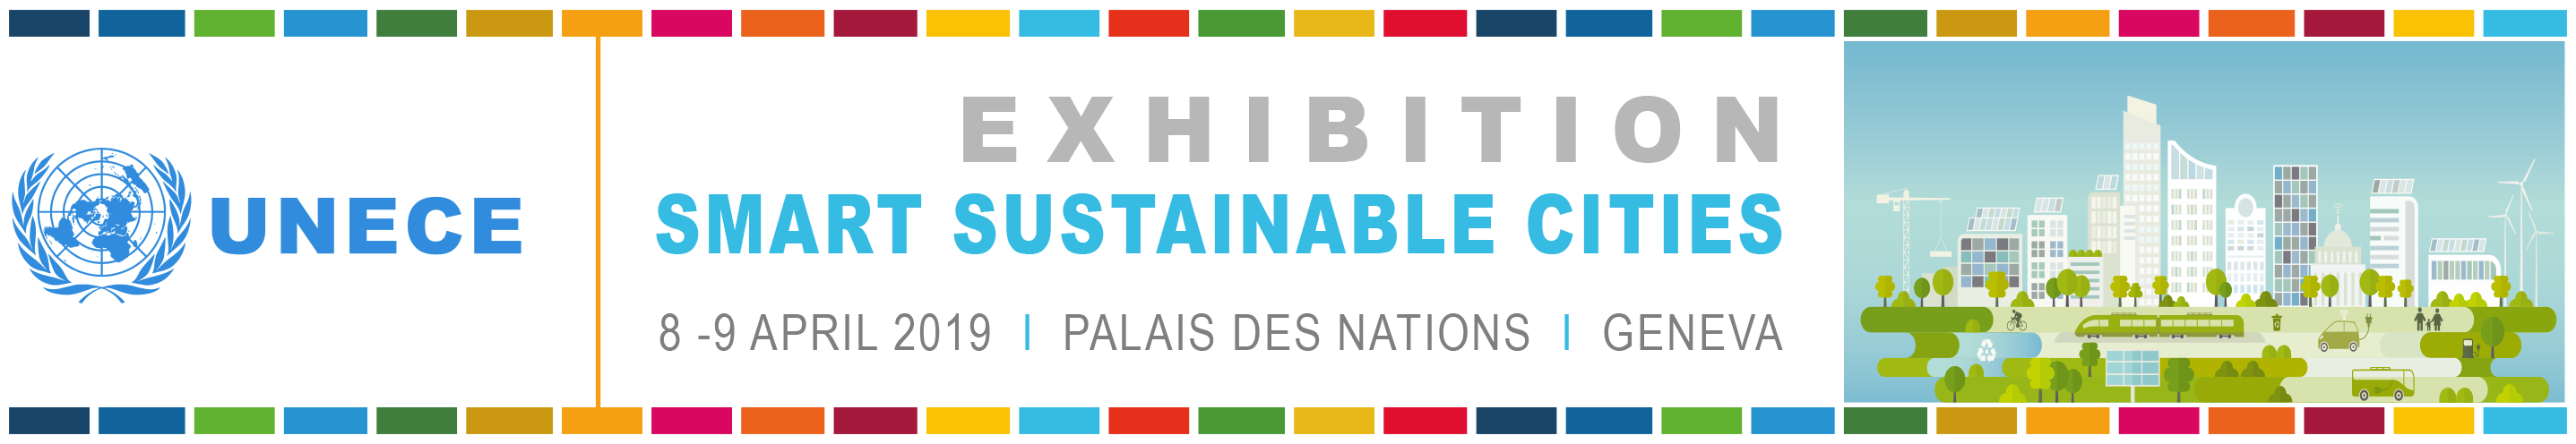 UNECE
EXHIBITION
SMART SUSTAINABLE CITIES
8 -9 APRIL 2019 | PALAIS DES NATIONS | GENEVA